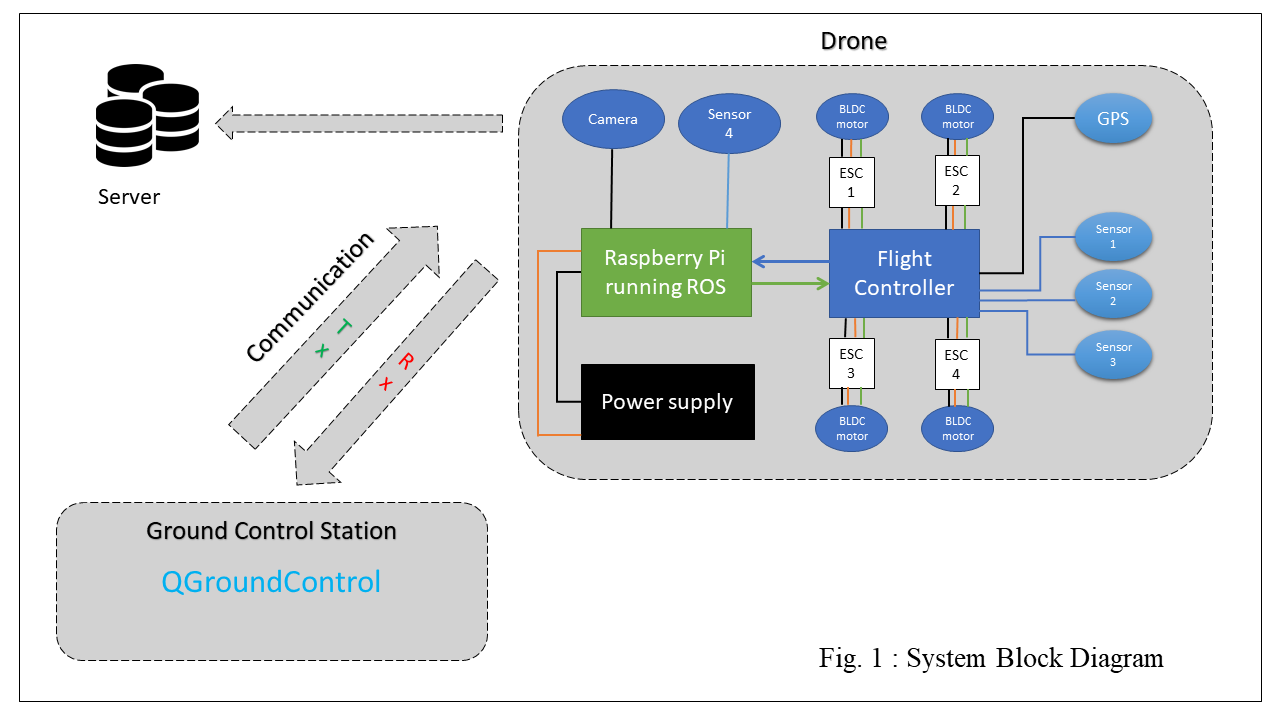 Drone
Server
Camera
Sensor
4
BLDC
motor
BLDC
motor
GPS
ESC
1
ESC
2
Raspberry Pi
running ROS
Flight
Controller
Sensor
1
Sensor
2
Sensor
3
ESC
3
ESC
4
Power supply
BLDC
motor
BLDC
motor
Communication
Tx
Rx
Ground Control Station
QGroundControl
Fig. 1 : System Block Diagram